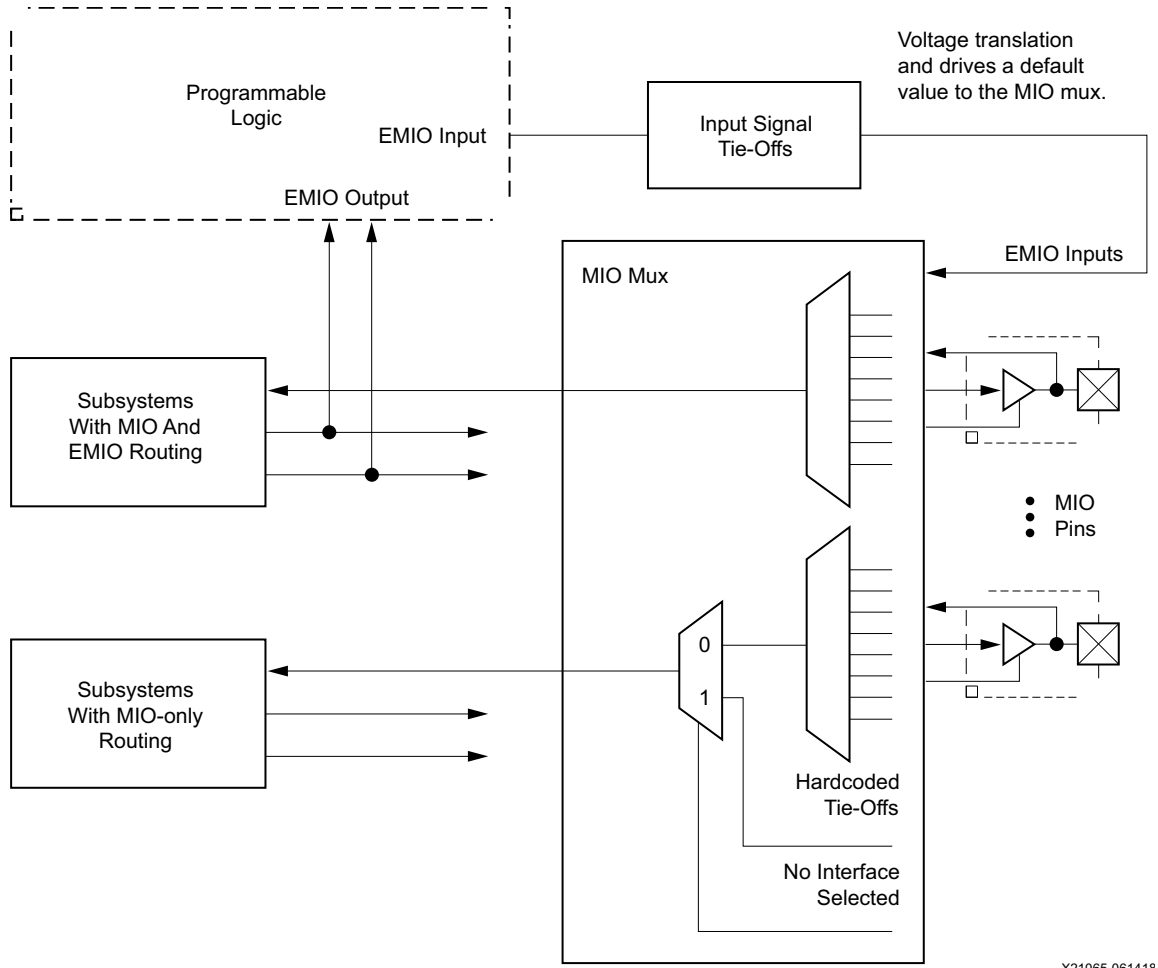 Voltage translation
and drives a default
value to the MIO mux.
Programmable
Logic
EMIO Input
Input Signal
Tie-Offs
EMIO Output
EMIO Inputs
MIO Mux
Subsystems
With MIO And
EMIO Routing
MIO
Pins
0
1
Subsystems
With MIO-only
Routing
Hardcoded
Tie-Offs
No Interface
Selected
X21965-061418